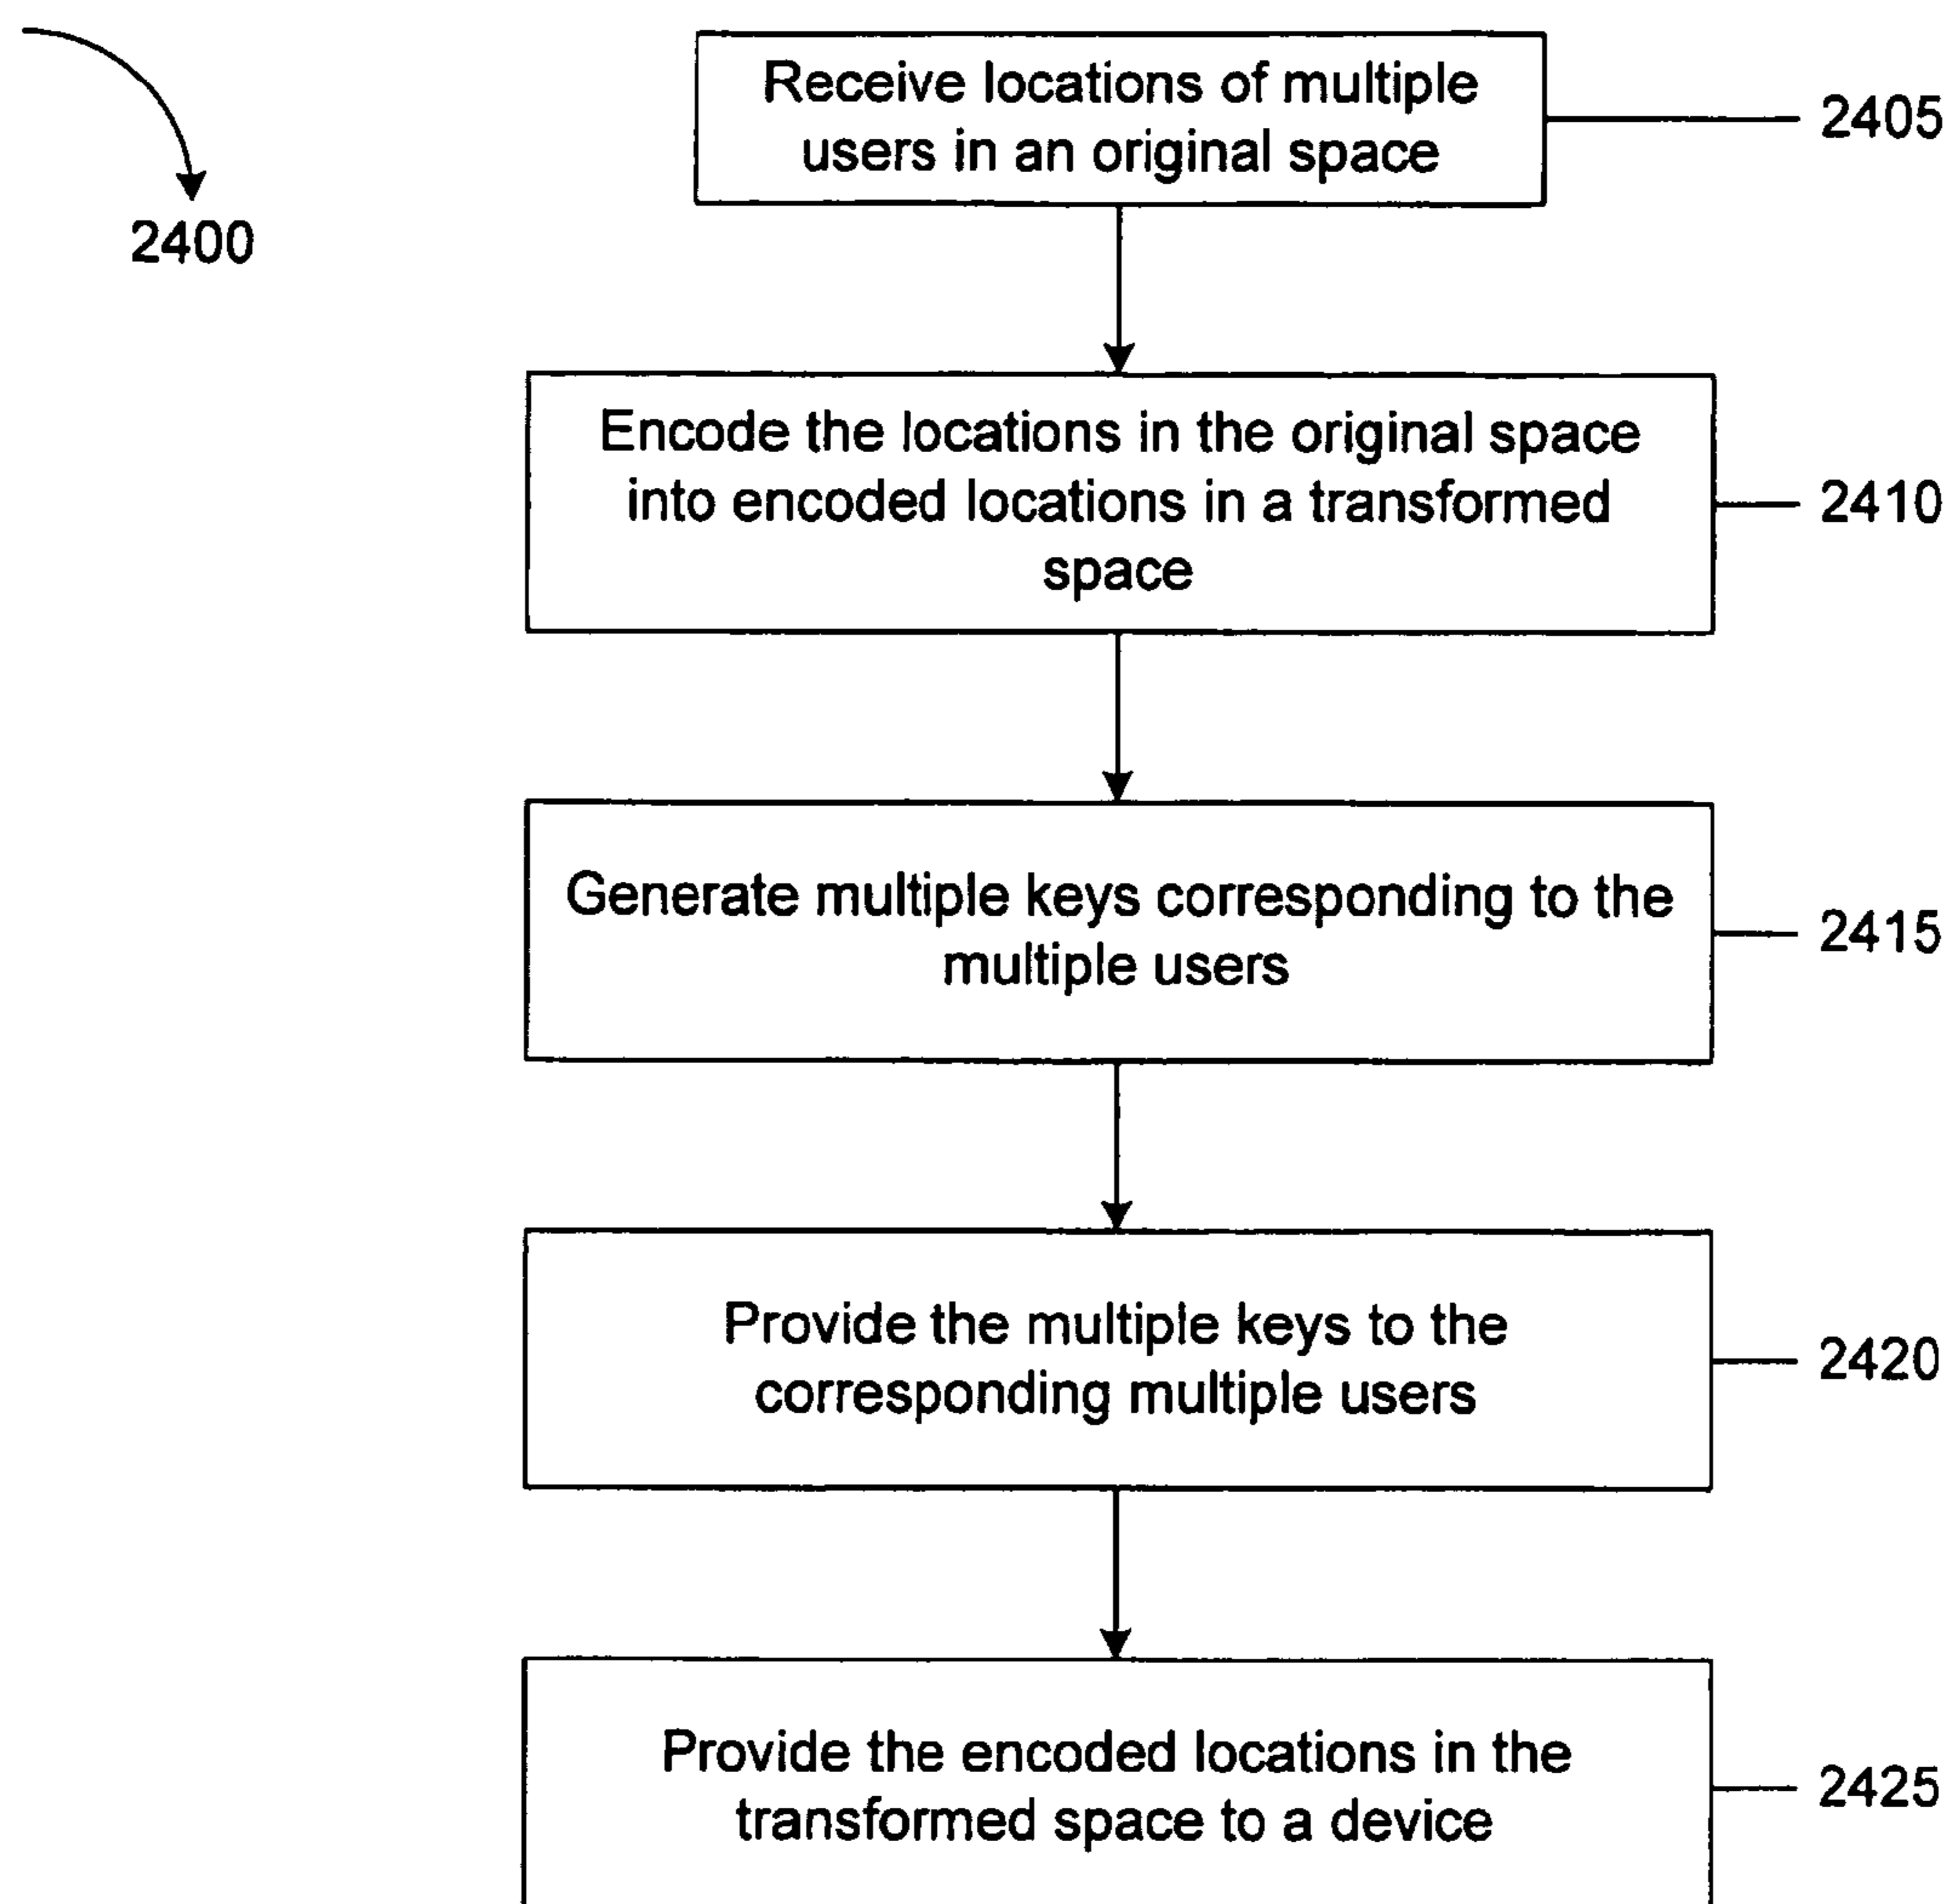 2400
Receive locations of multiple
users in an original space
2405
Encode the locations in the original space
into encoded locations in a transformed
space
2410
Generate multiple keys corresponding to the
multiple users
2415
Provide the multiple keys to the
corresponding multiple users
2420
Provide the encoded locations in the
transformed space to a device
2425